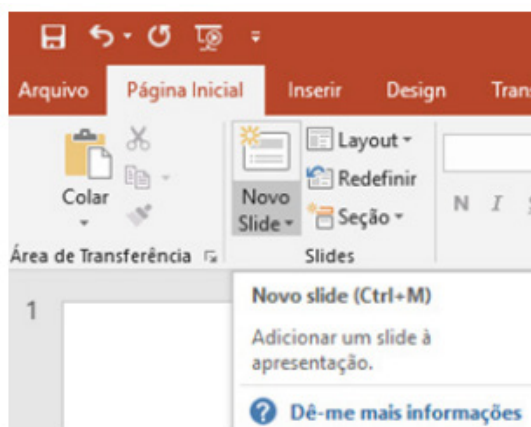 Arquivo Página Inicial Inserir Design Tran
Colar
Novo Slide
Layout
Redefinir
Seção
N I
Área de Transferência Slides
1
Novo slide (Ctrl+M)
Adicionar um slide à
apresentação.
? Dê-me mais informações